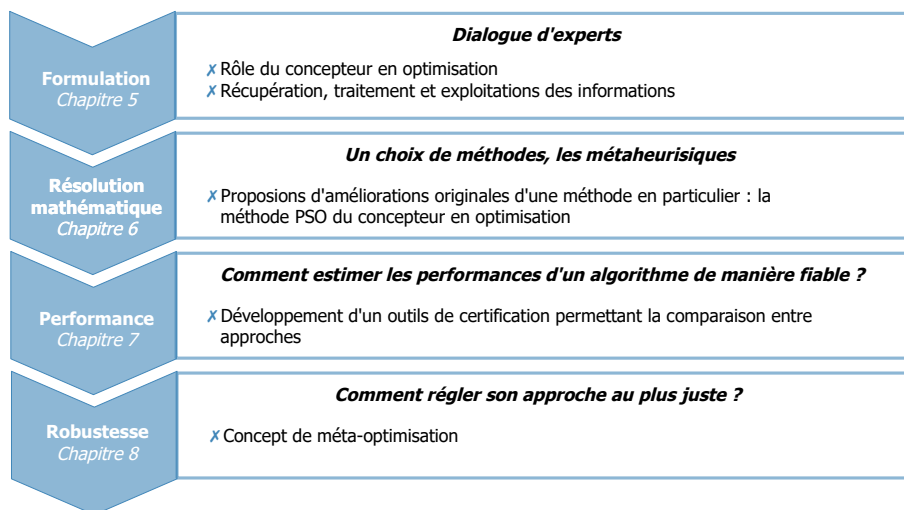 Dialogue d'experts
Formulation
Chapitre 5
✗ Rôle du concepteur en optimisation
✗ Récupération, traitement et exploitations des informations
Un choix de méthodes, les métaheurisiques
Résolution
mathématique
Chapitre 6
✗ Proposions d'améliorations originales d'une méthode en particulier : la
méthode PSO du concepteur en optimisation
Comment estimer les performances d'un algorithme de manière fiable ?
Performance
Chapitre 7
✗ Développement d'un outils de certification permettant la comparaison entre
approches
Comment régler son approche au plus juste ?
Robustesse
Chapitre 8
✗ Concept de méta-optimisation